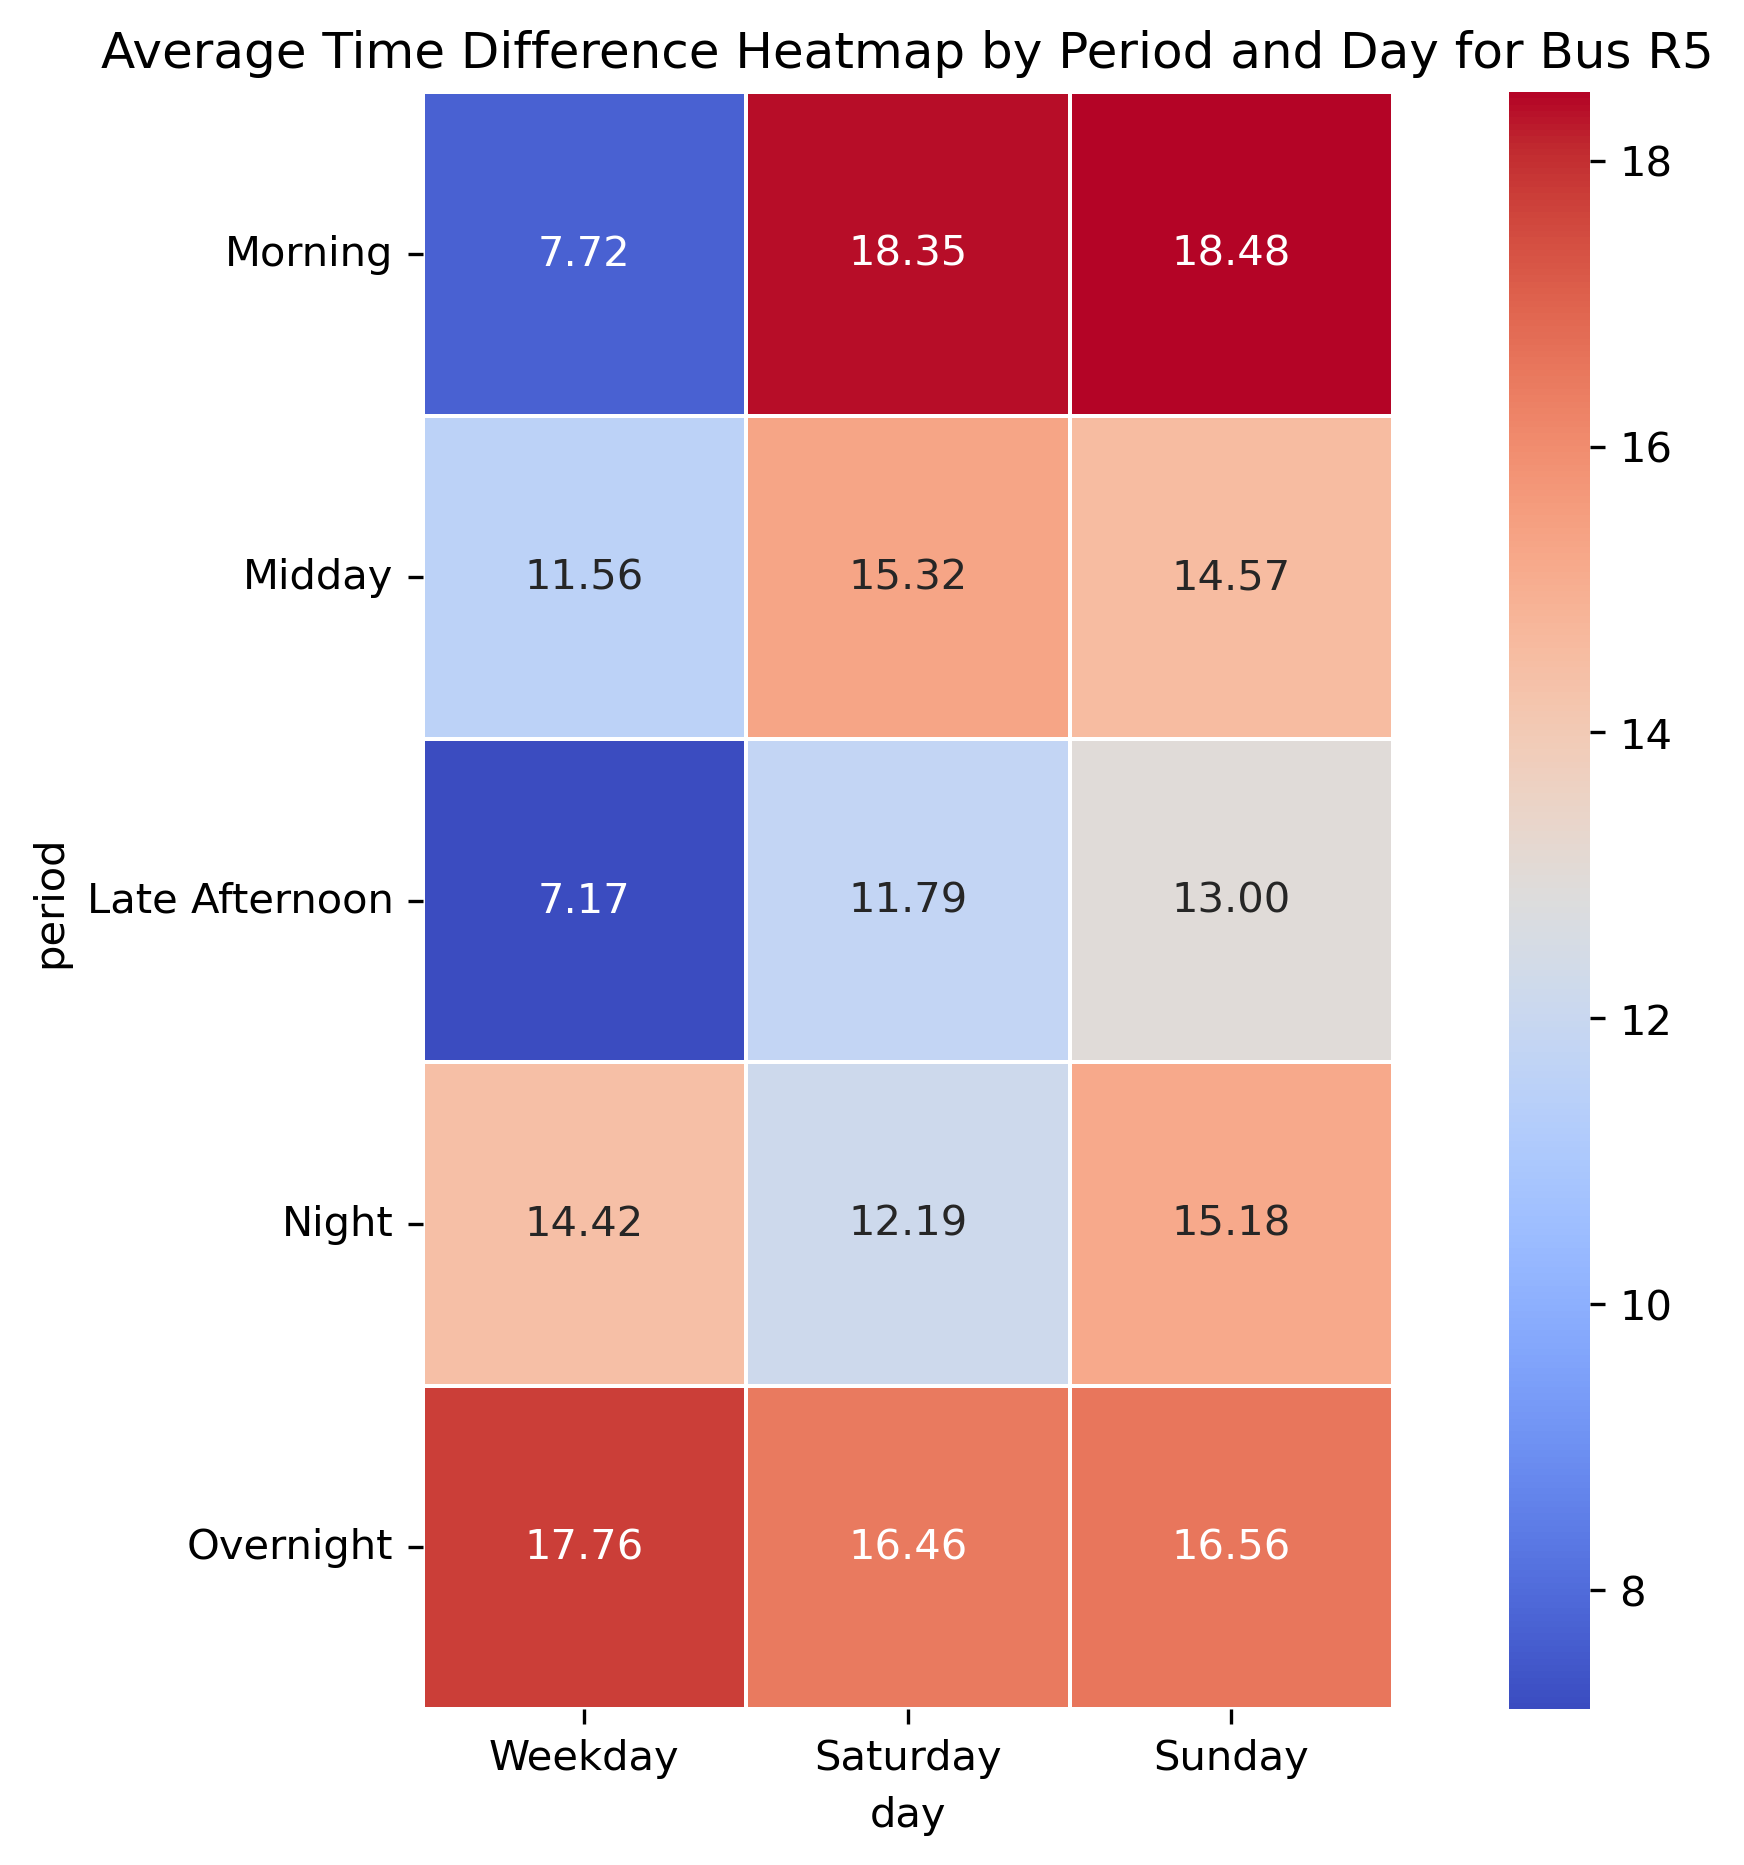 Average Time Difference Heatmap by Period and Day for Bus R5
period
Morning 7.72 18.35 18.48
Midday 11.56 15.32 14.57
Late Afternoon 7.17 11.79 13.00
Night 14.42 12.19 15.18
Overnight 17.76 16.46 16.56
Weekday Saturday Sunday
day
18
16
14
12
10
8